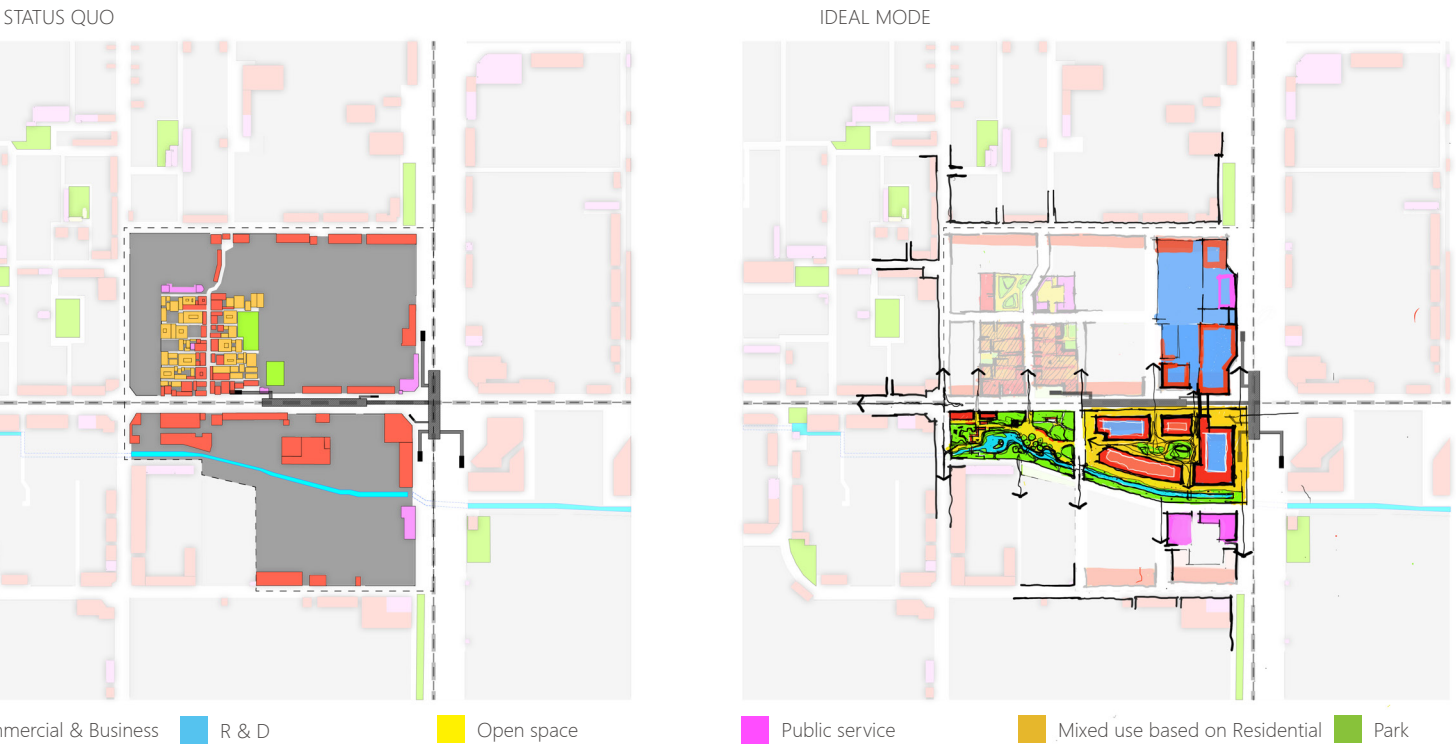 STATUS QUO
IDEAL MODE
mmercial & Business
R & D
Open space
Public service
Mixed use based on Residential
Park